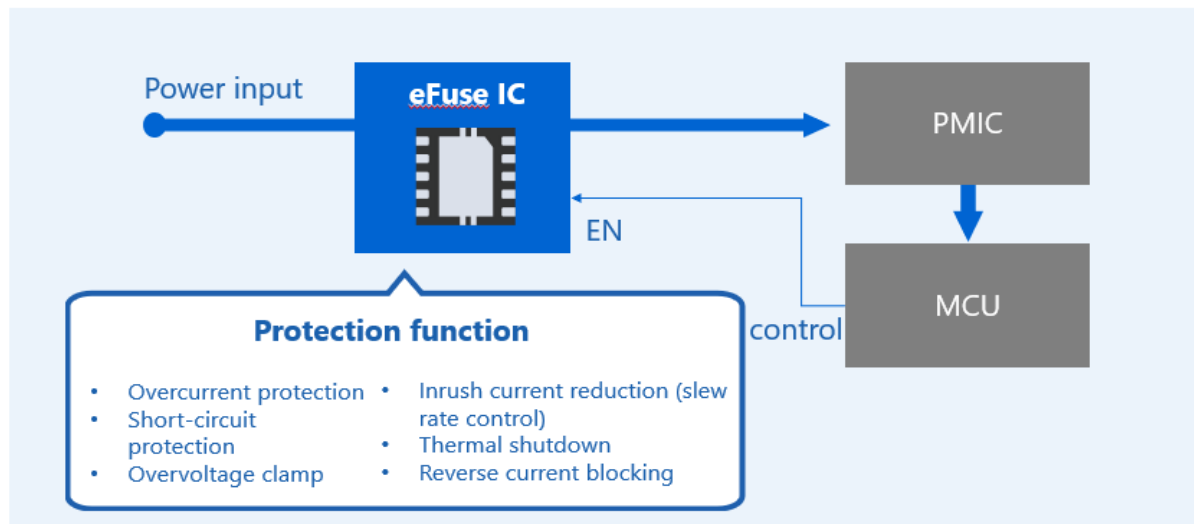 Power input
eFuse IC
PMIC
EN
MCU
control
Protection function
• Overcurrent protection
• Short-circuit
protection
• Overvoltage clamp
• Inrush current reduction (slew
rate control)
• Thermal shutdown
• Reverse current blocking